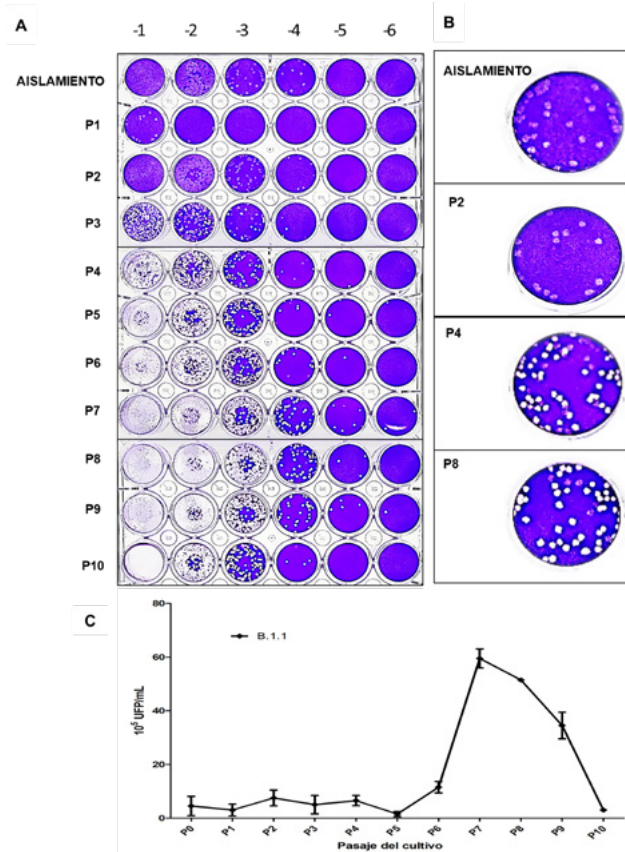 A
-1 -2 -3 -4 -5 -6
AISLAMIENTO
P1
P2
P3
P4
P5
P6
P7
P8
P9
P10
B
AISLAMIENTO
P2
P4
P8
C
B.1.1
10⁵ UFP/mL
80
60
40
20
0
P0 P1 P2 P3 P4 P5 P6 P7 P8 P9 P10
Pasaje del cultivo